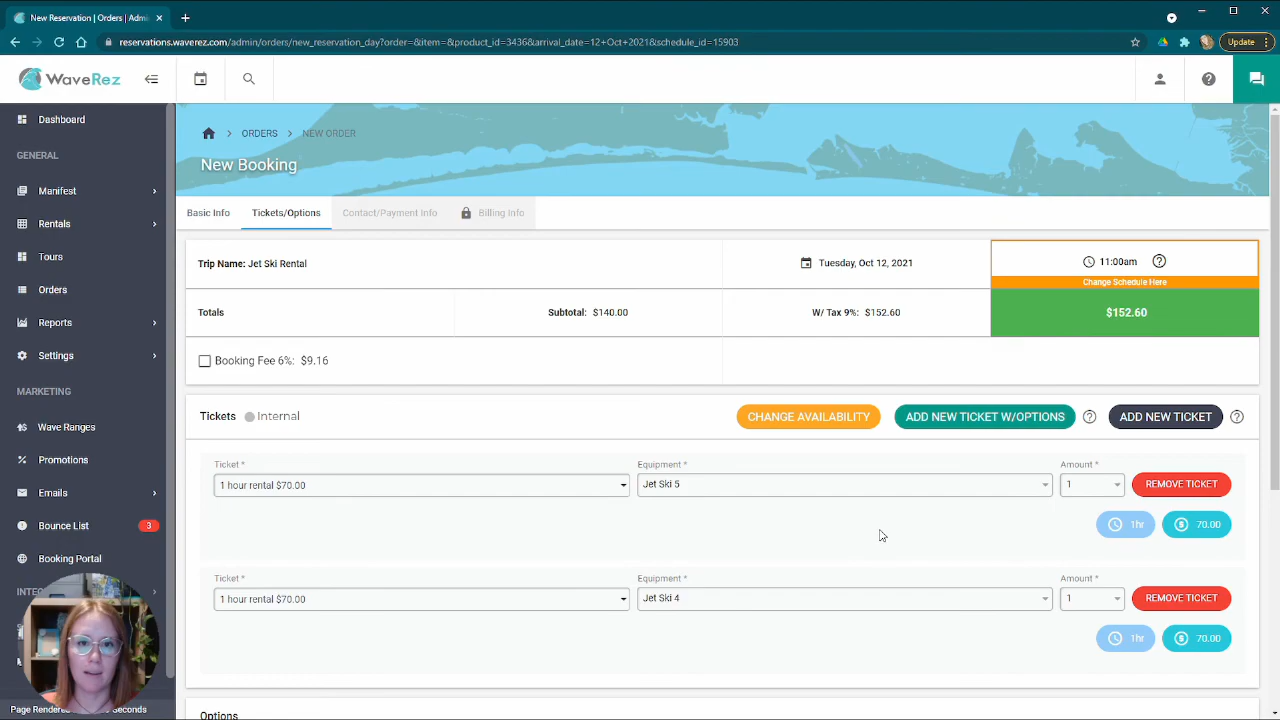 New Reservation | Orders | Admi
reservations.waverez.com/admin/orders/new_reservation_day?order=&item=&product_id=3436&arrival_date=12+Oct+2021&schedule_id=15903
Update
WaveRez
Dashboard
GENERAL
Manifest
Rentals
Tours
Orders
Reports
Settings
MARKETING
Wave Ranges
Promotions
Emails
Bounce List 3
Booking Portal
Page Rendere
Seconds
ORDERS > NEW ORDER
New Booking
Basic Info Tickets/Options Contact/Payment Info Billing Info
Trip Name: Jet Ski Rental Tuesday, Oct 12, 2021 11:00am
Change Schedule Here
Totals Subtotal: $140.00 W/ Tax 9%: $152.60 $152.60
Booking Fee 6%: $9.16
Tickets Internal CHANGE AVAILABILITY ADD NEW TICKET W/OPTIONS ADD NEW TICKET
Ticket * Equipment * Amount *
1 hour rental $70.00 Jet Ski 5 1 REMOVE TICKET
1hr 70.00
Ticket * Equipment * Amount *
1 hour rental $70.00 Jet Ski 4 1 REMOVE TICKET
1hr 70.00
Options